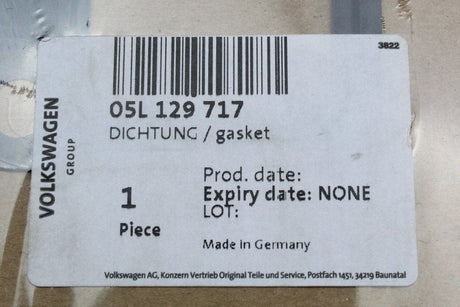 3822
05L 129 717
DICHTUNG / gasket
VOLKSWAGEN
GROUP
1
Piece
Prod. date:
Expiry date: NONE
LOT:
Made in Germany
Volkswagen AG, Konzern Vertrieb Original Teile und Service, Postfach 1451, 34219 Baunatal